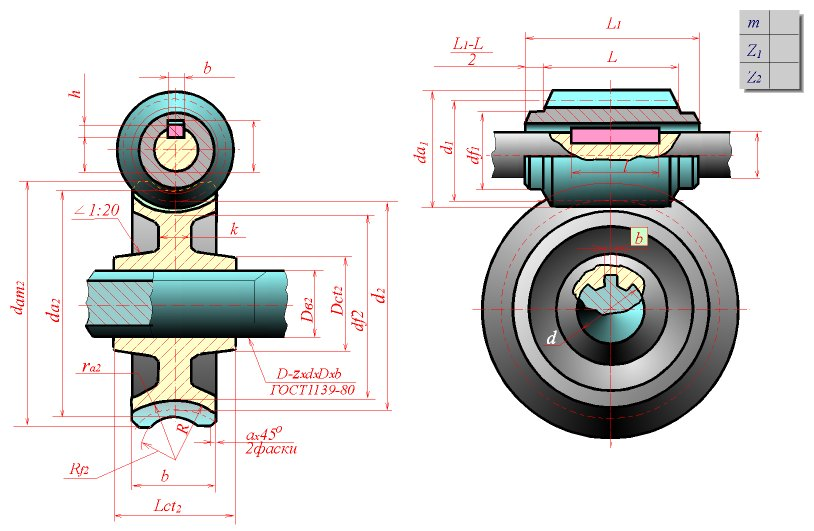 L1
L1-L
2
L
m
Z1
Z2
b
h
da1
d1
df1
l
∠1:20
k
b
dam2
da2
Dв2
Dct2
df2
d2
d
ra2
D-zxdxDxb
ГОСТ1139-80
R
ax45°
2фаски
Rf2
b
Lct2